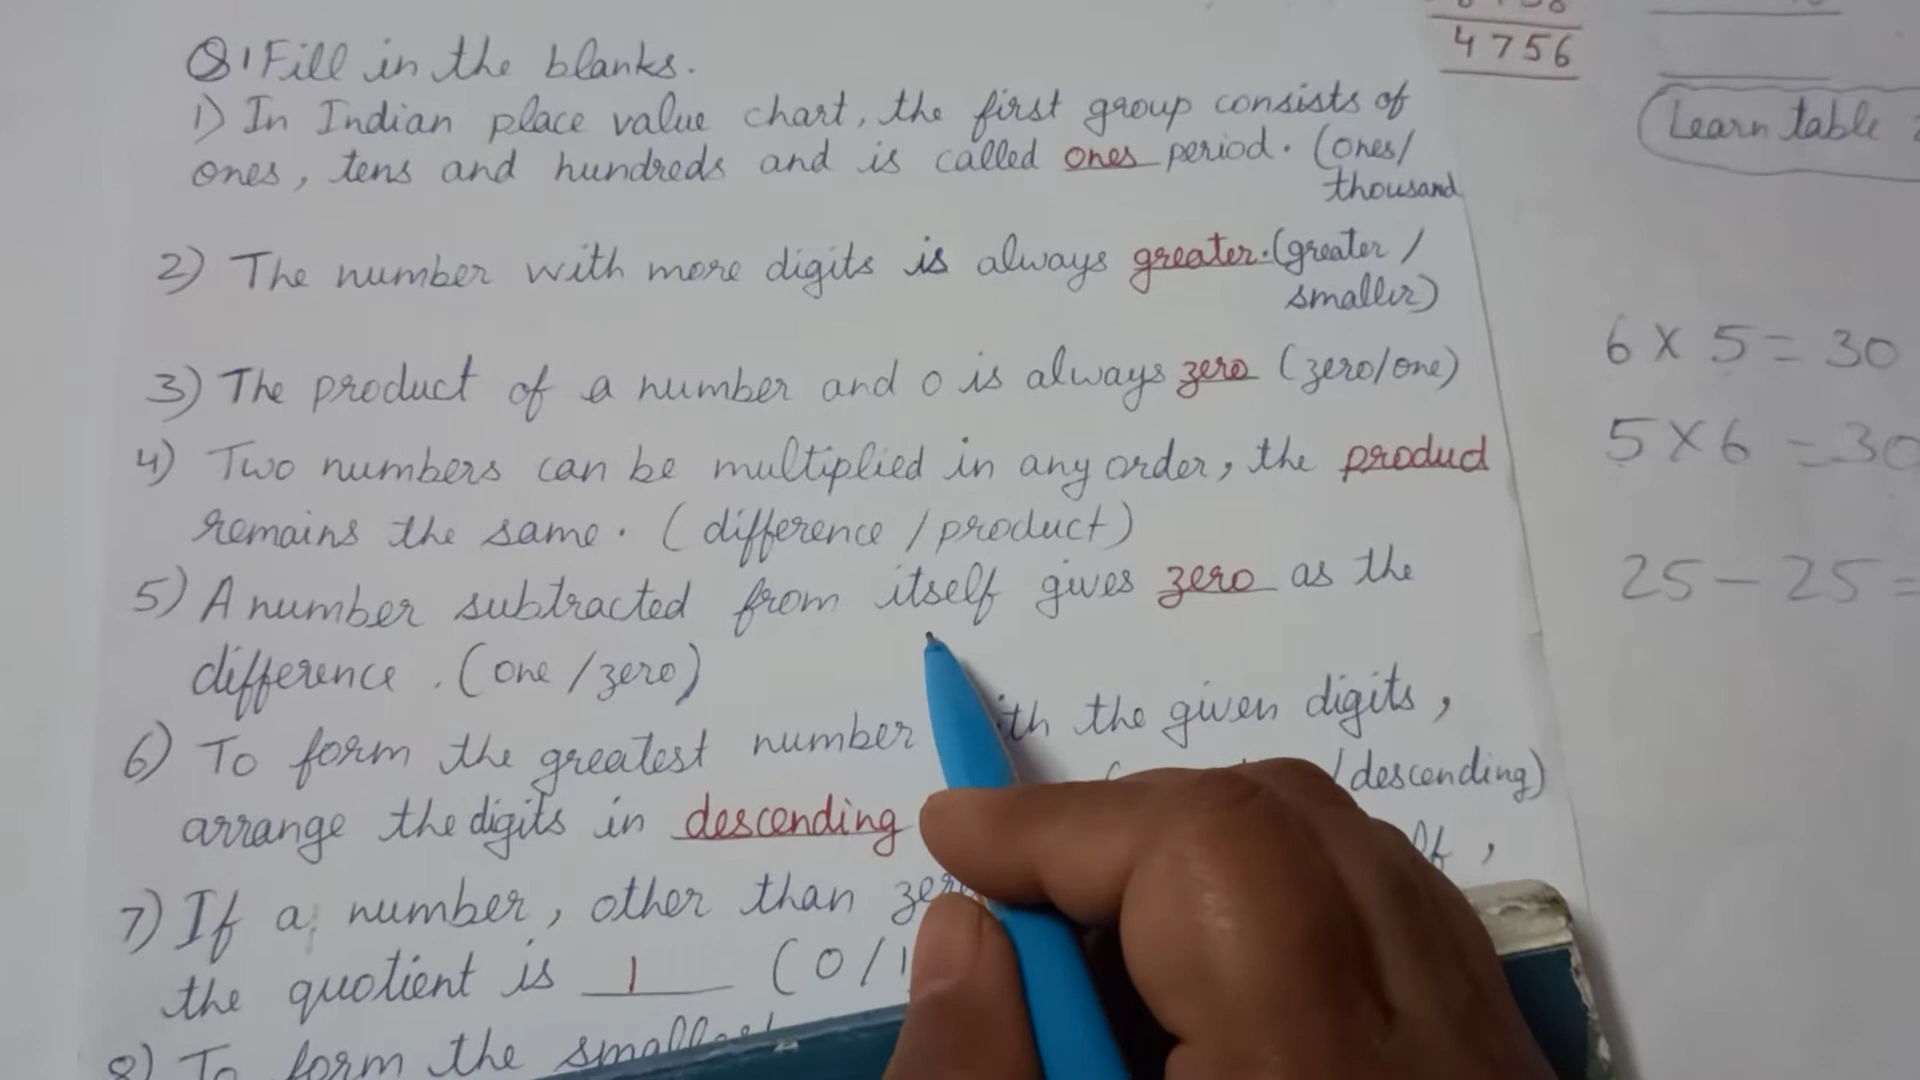 Q1 Fill in the blanks.
1) In Indian place value chart, the first group consists of
ones, tens and hundreds and is called ones period. (ones/
thousand
2) The number with more digits is always greater. (greater /
smaller)
3) The product of a number and 0 is always zero (zero/one)
4) Two numbers can be multiplied in any order, the product
remains the same. (difference / product)
5) A number subtracted from itself gives zero as the
difference. (one / zero)
6) To form the greatest number with the given digits,
arrange the digits in descending /descending)
7) If a number, other than zero
the quotient is 1 (0/1
8) To form the smallest
4756
Learn table
6 x 5 = 30
5 x 6 = 30
25 - 25 =